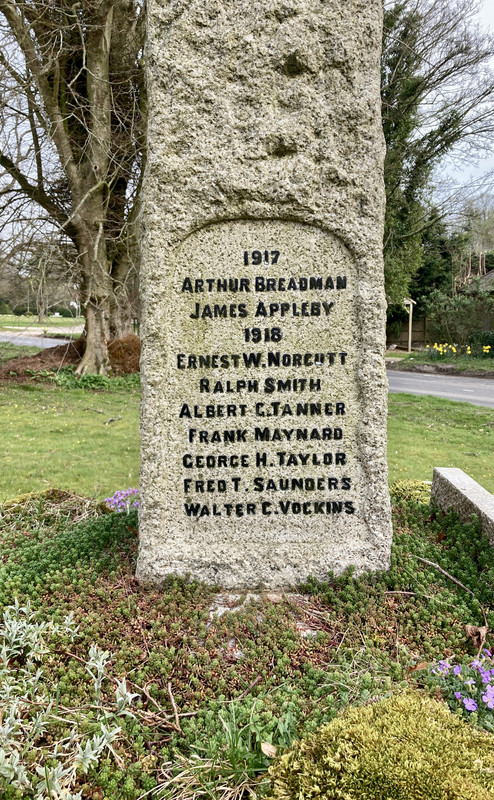 1917
ARTHUR BREADMAN
JAMES APPLEBY
1918
ERNEST W. NORCUTT
RALPH SMITH
ALBERT C. TANNER
FRANK MAYNARD
GEORGE H. TAYLOR
FRED T. SAUNDERS
WALTER C. VOCKINS